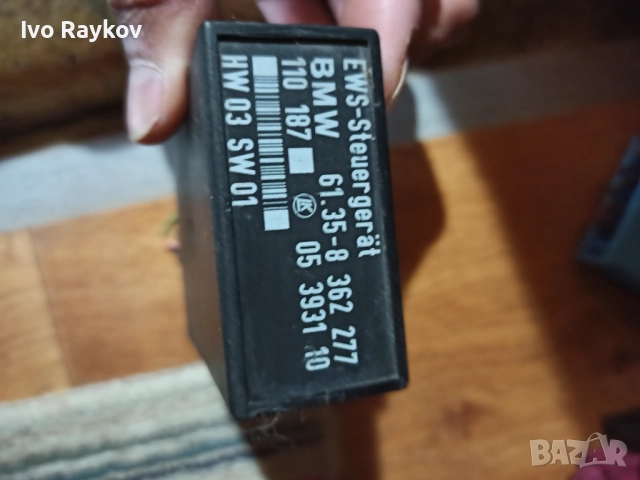 Ivo Raykov
EWS-Steuergerät
BMW 61.35-8 362 277
110 187 LK 05 3931 10
HW 03 SW 01
BAZAR